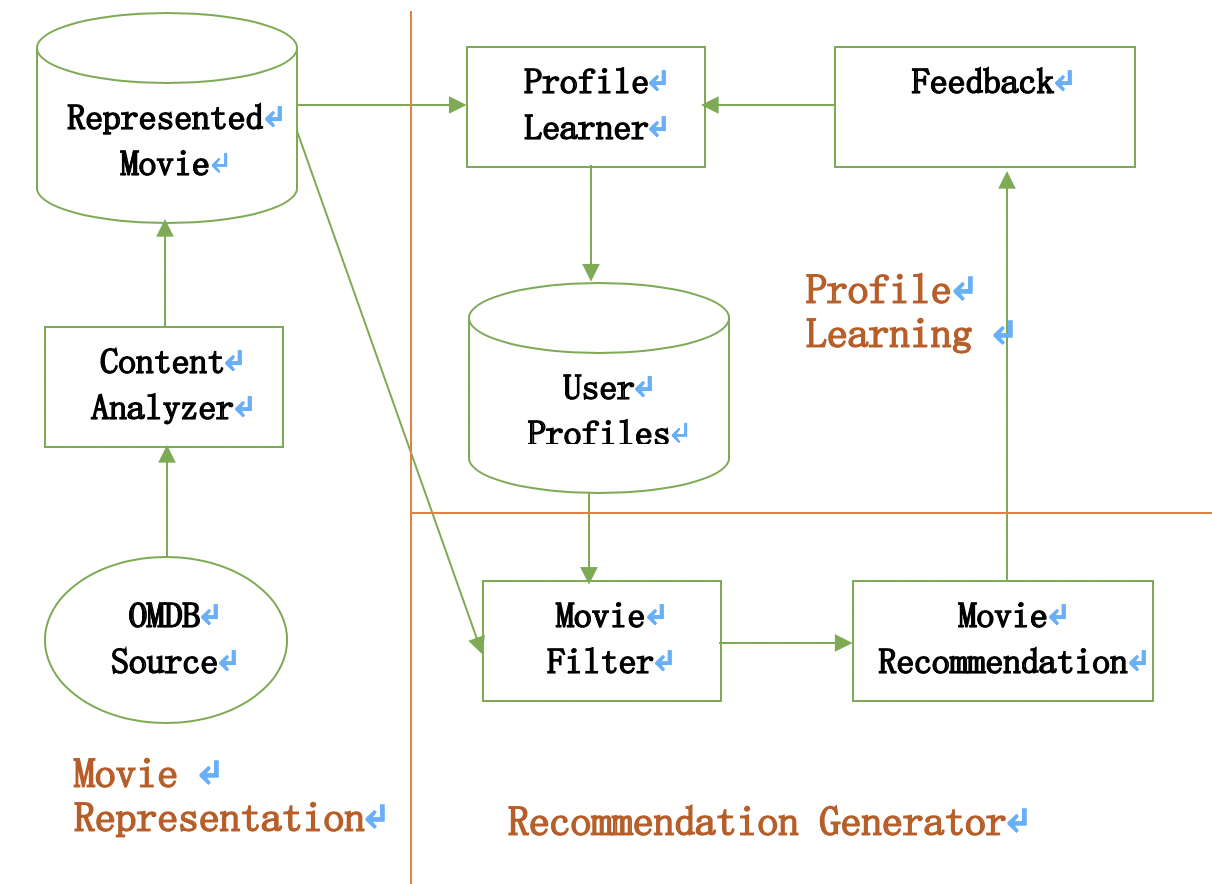 Represented
Movie
Profile
Learner
Feedback
Profile
Learning
Content
Analyzer
User
Profiles
OMDB
Source
Movie
Filter
Movie
Recommendation
Movie
Representation
Recommendation Generator